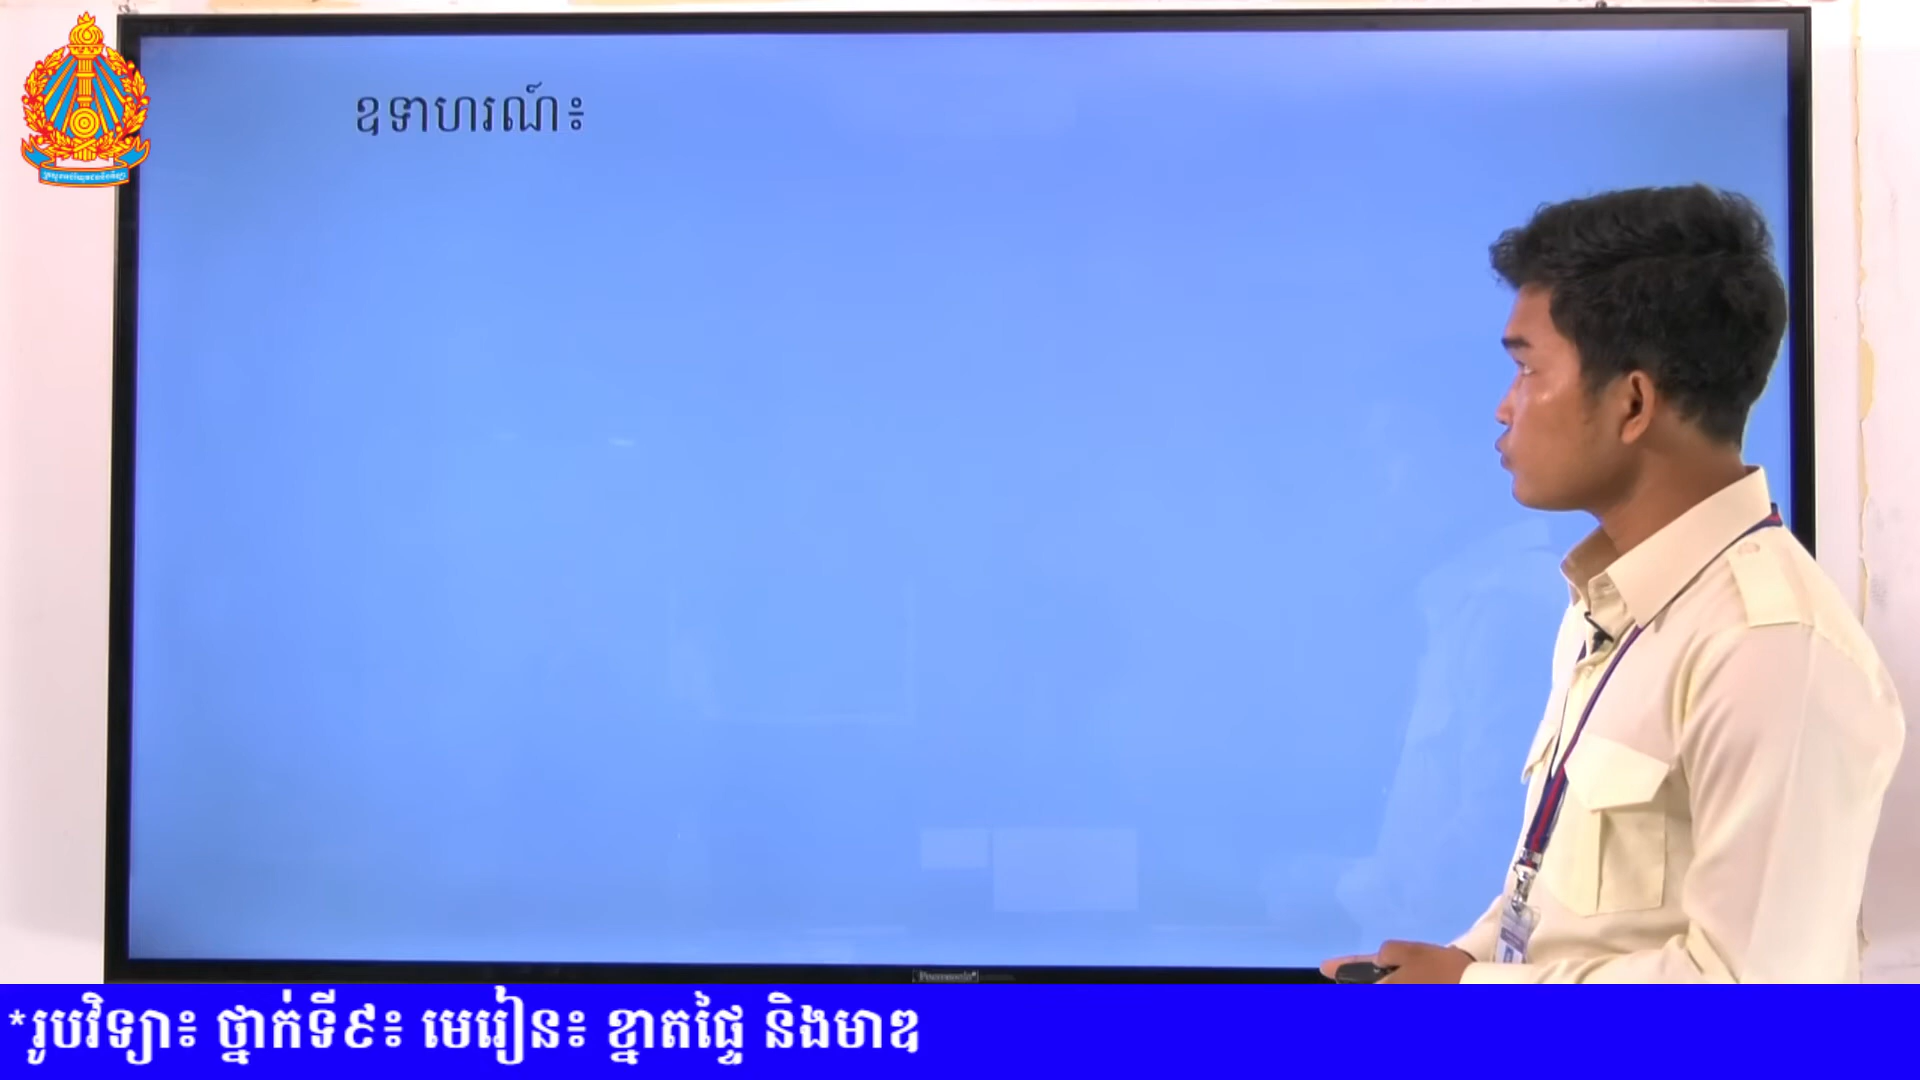 ឧទាហរណ៍៖
*រូបវិទ្យា៖ ថ្នាក់ទី៩៖ មេរៀន៖ ខ្នាតផ្ទៃ និងមាឌ